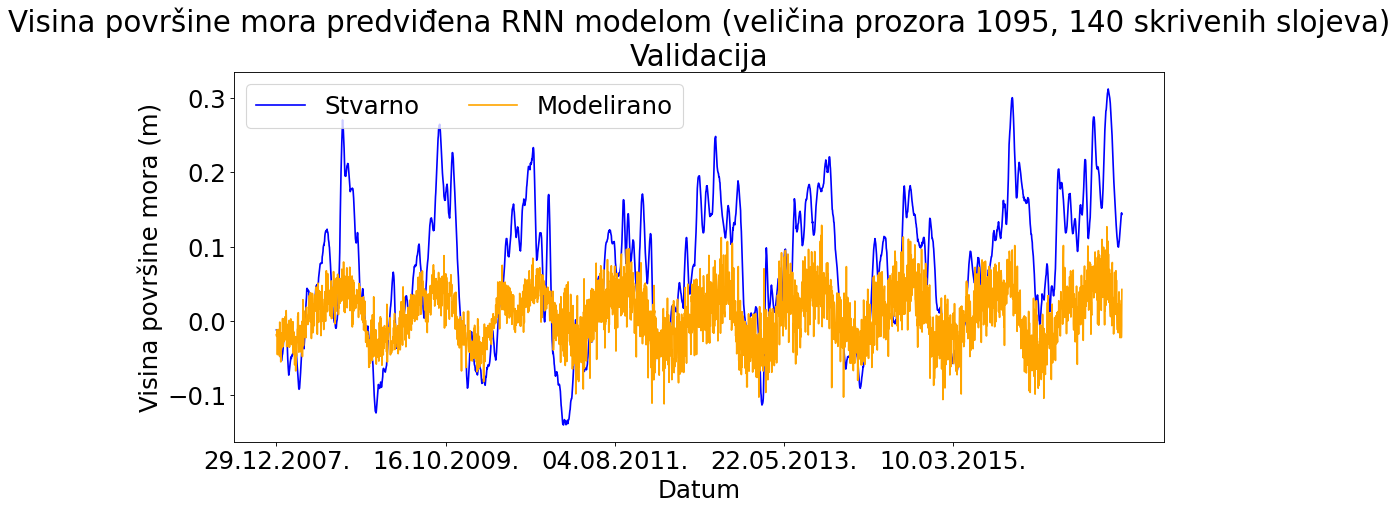 Visina površine mora predviđena RNN modelom (veličina prozora 1095, 140 skrivenih slojeva)
Validacija
Stvarno
Modelirano
Visina površine mora (m)
0.3
0.2
0.1
0.0
−0.1
29.12.2007.
16.10.2009.
04.08.2011.
22.05.2013.
10.03.2015.
Datum